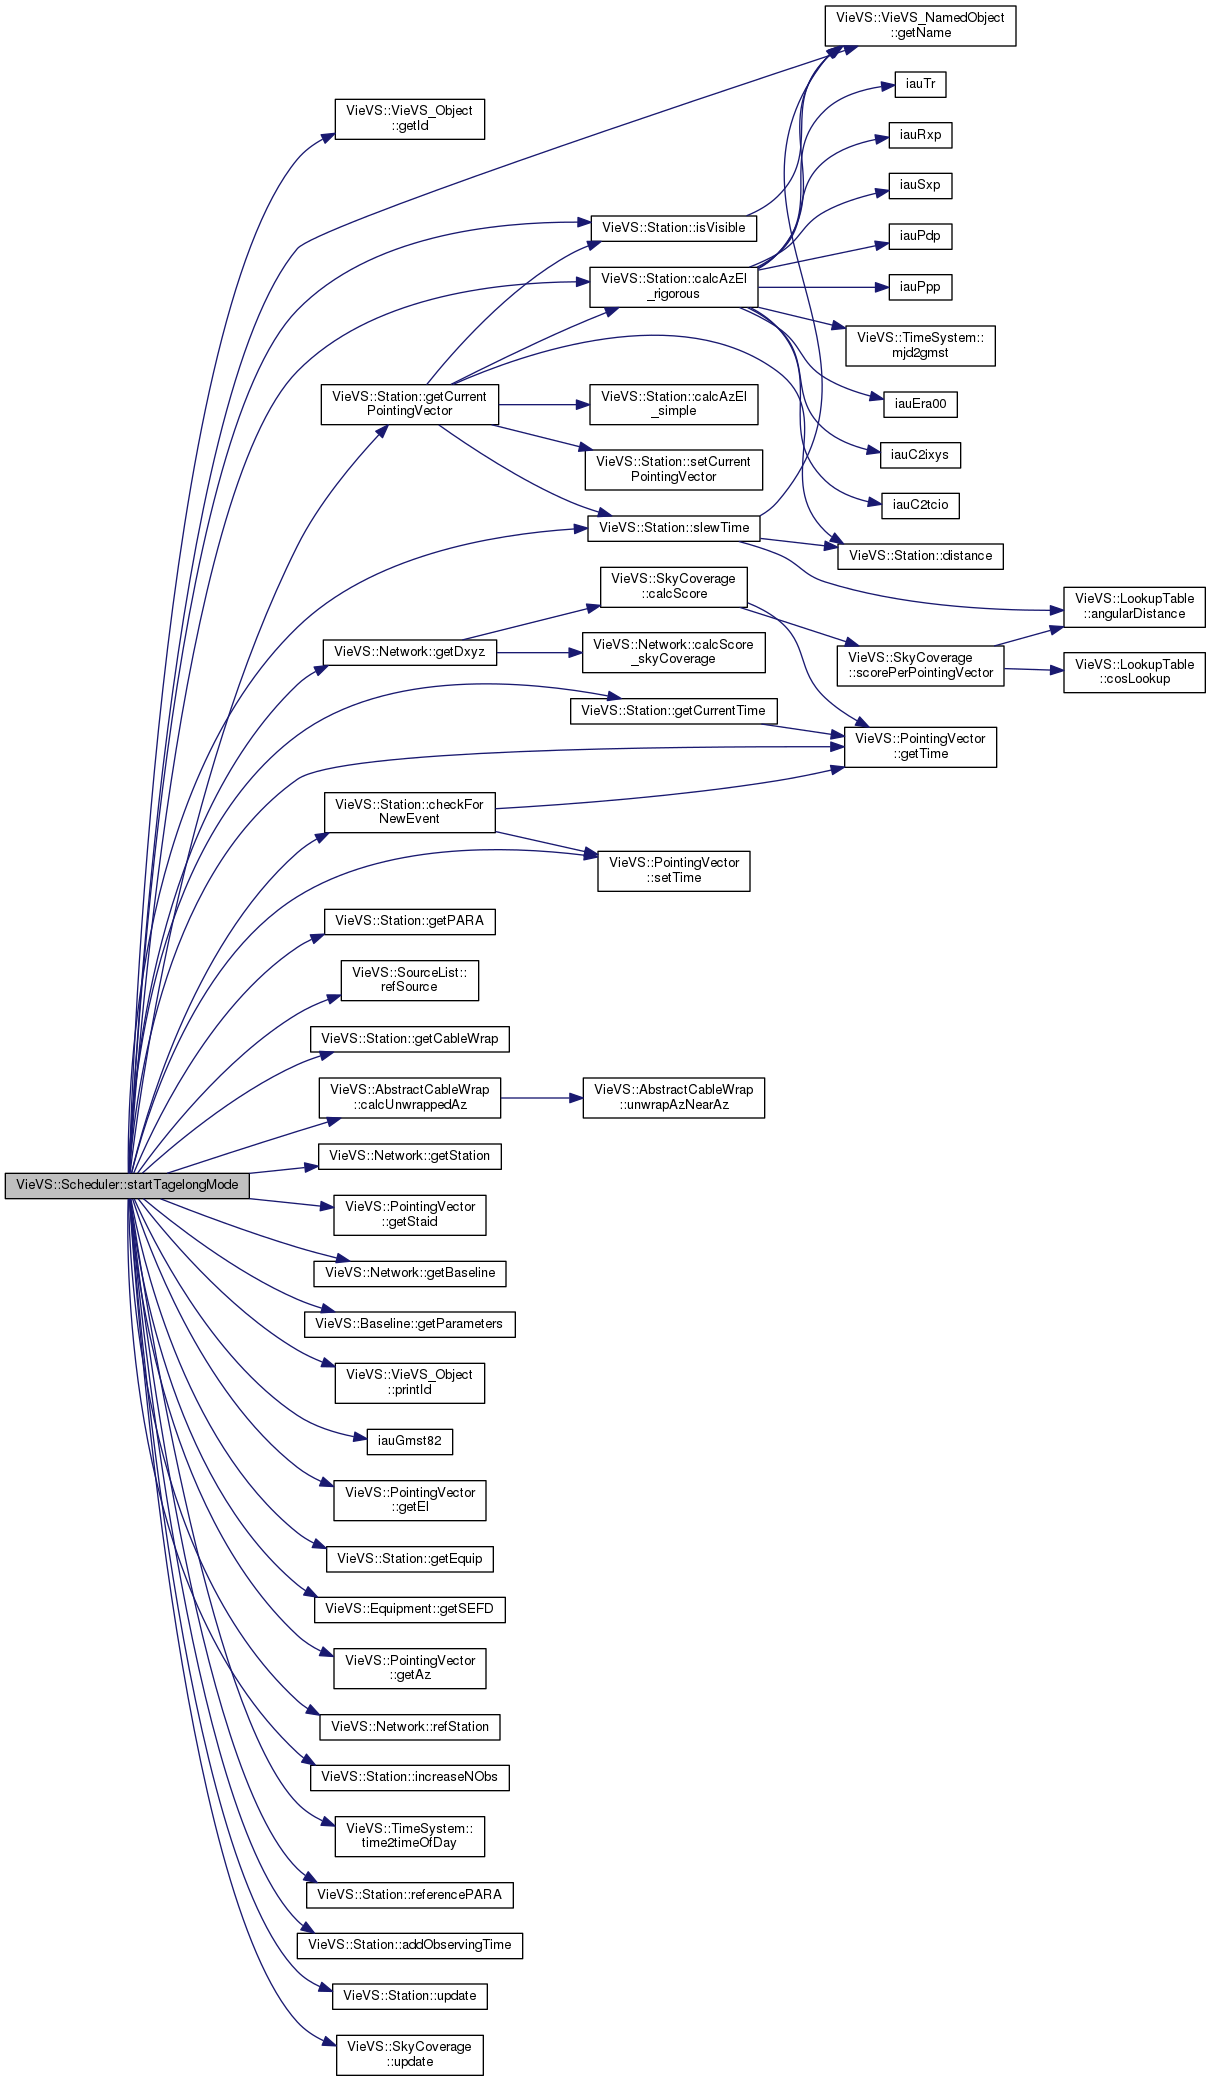 VieVS::VieVS_NamedObject
::getName
iauTr
VieVS::VieVS_Object
::getId
iauRxp
iauSxp
VieVS::Station::isVisible
iauPdp
VieVS::Station::calcAzEl
_rigorous
iauPpp
VieVS::TimeSystem::
mjd2gmst
VieVS::Station::getCurrent
PointingVector
VieVS::Station::calcAzEl
_simple
iauEra00
iauC2ixys
VieVS::Station::setCurrent
PointingVector
iauC2tcio
VieVS::Station::slewTime
VieVS::Station::distance
VieVS::SkyCoverage
::calcScore
VieVS::LookupTable
::angularDistance
VieVS::Network::getDxyz
VieVS::Network::calcScore
_skyCoverage
VieVS::SkyCoverage
::scorePerPointingVector
VieVS::LookupTable
::cosLookup
VieVS::Station::getCurrentTime
VieVS::PointingVector
::getTime
VieVS::Station::checkFor
NewEvent
VieVS::PointingVector
::setTime
VieVS::Station::getPARA
VieVS::SourceList::
refSource
VieVS::Station::getCableWrap
VieVS::AbstractCableWrap
::calcUnwrappedAz
VieVS::AbstractCableWrap
::unwrapAzNearAz
VieVS::Network::getStation
VieVS::Scheduler::startTagelongMode
VieVS::PointingVector
::getStaid
VieVS::Network::getBaseline
VieVS::Baseline::getParameters
VieVS::VieVS_Object
::printId
iauGmst82
VieVS::PointingVector
::getEl
VieVS::Station::getEquip
VieVS::Equipment::getSEFD
VieVS::PointingVector
::getAz
VieVS::Network::refStation
VieVS::Station::increaseNObs
VieVS::TimeSystem::
time2timeOfDay
VieVS::Station::referencePARA
VieVS::Station::addObservingTime
VieVS::Station::update
VieVS::SkyCoverage
::update